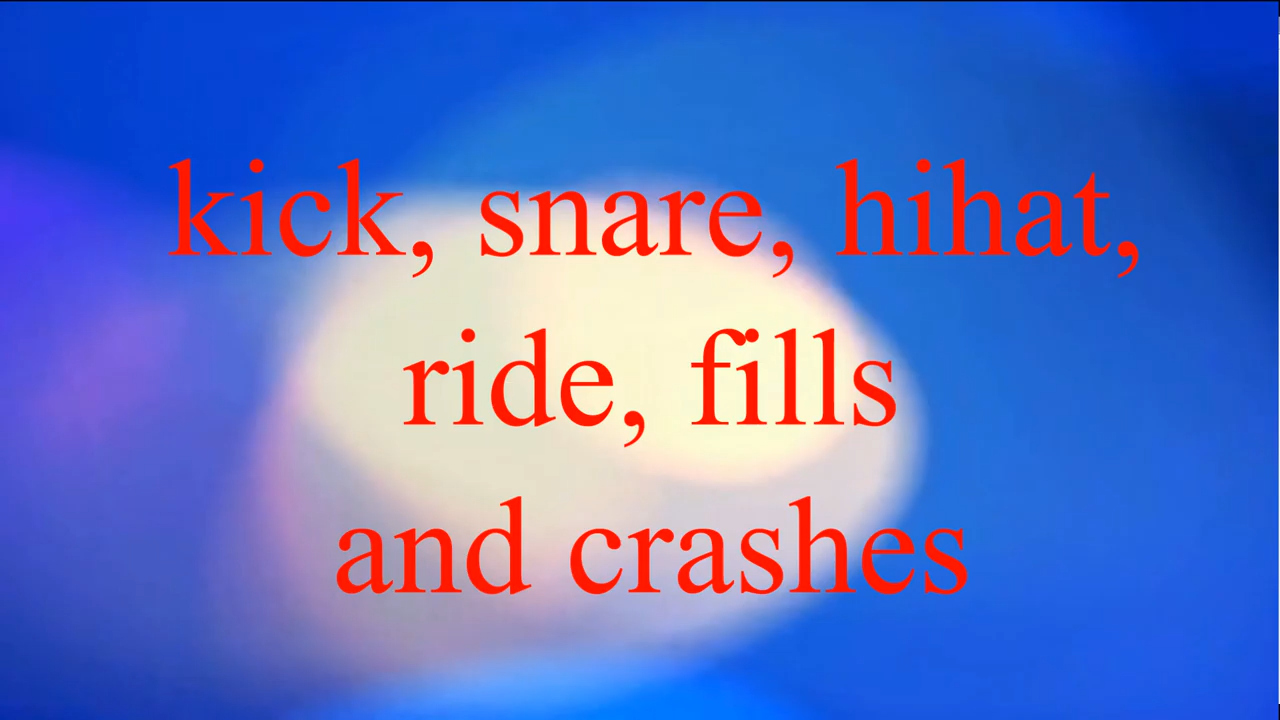 kick, snare, hihat,
ride, fills
and crashes